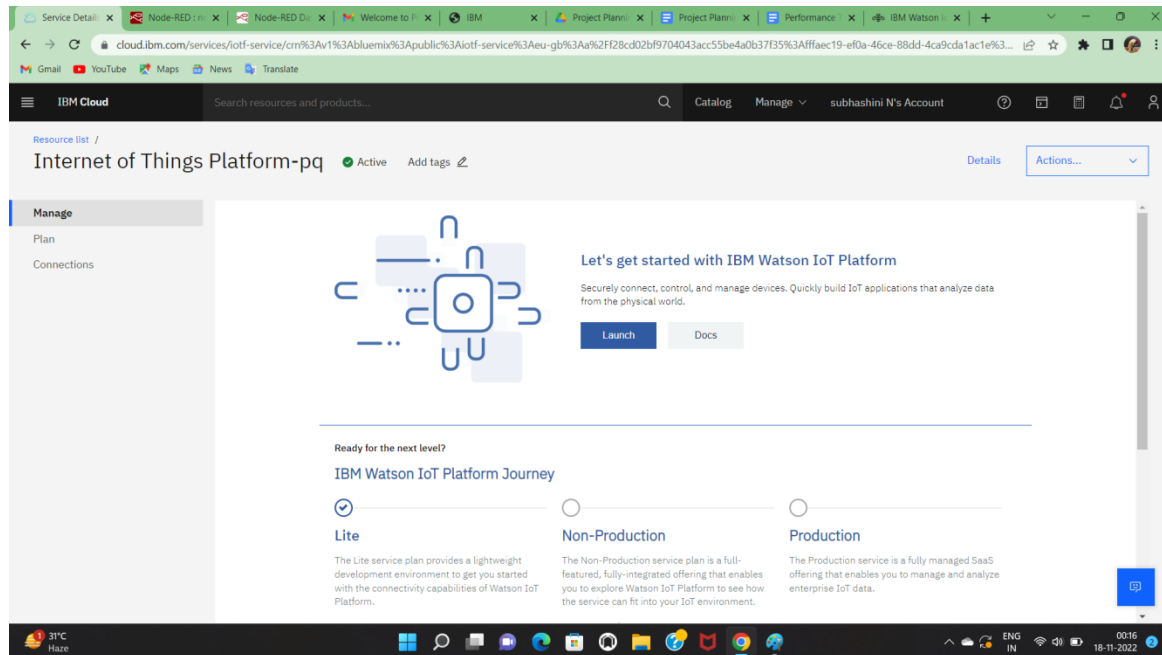 Service Detail
Node-RED : n
Node-RED Da
Welcome to P
IBM
Project Planni
Project Planni
Performance T
IBM Watson I
cloud.ibm.com/services/iotf-service/crn%3Av1%3Abluemix%3Apublic%3Aiotf-service%3Aeu-gb%3Aa%2Ff28cd02bf9704043acc55be4a0b37f35%3Afffaec19-ef0a-46ce-88dd-4ca9cda1ac1e%3...
Gmail YouTube Maps News Translate
IBM Cloud Search resources and products... Catalog Manage subhashini N's Account
Resource list /
Internet of Things Platform-pq Active Add tags Details Actions...
Manage
Plan
Connections
Let's get started with IBM Watson IoT Platform
Securely connect, control, and manage devices. Quickly build IoT applications that analyze data
from the physical world.
Launch Docs
Ready for the next level?
IBM Watson IoT Platform Journey
Lite
The Lite service plan provides a lightweight
development environment to get you started
with the connectivity capabilities of Watson IoT
Platform.
Non-Production
The Non-Production service plan is a full-
featured, fully-integrated offering that enables
you to explore Watson IoT Platform to see how
the service can fit into your IoT environment.
Production
The Production service is a fully managed SaaS
offering that enables you to manage and analyze
enterprise IoT data.
1
31°C
Haze
ENG
IN
00:16
18-11-2022
2